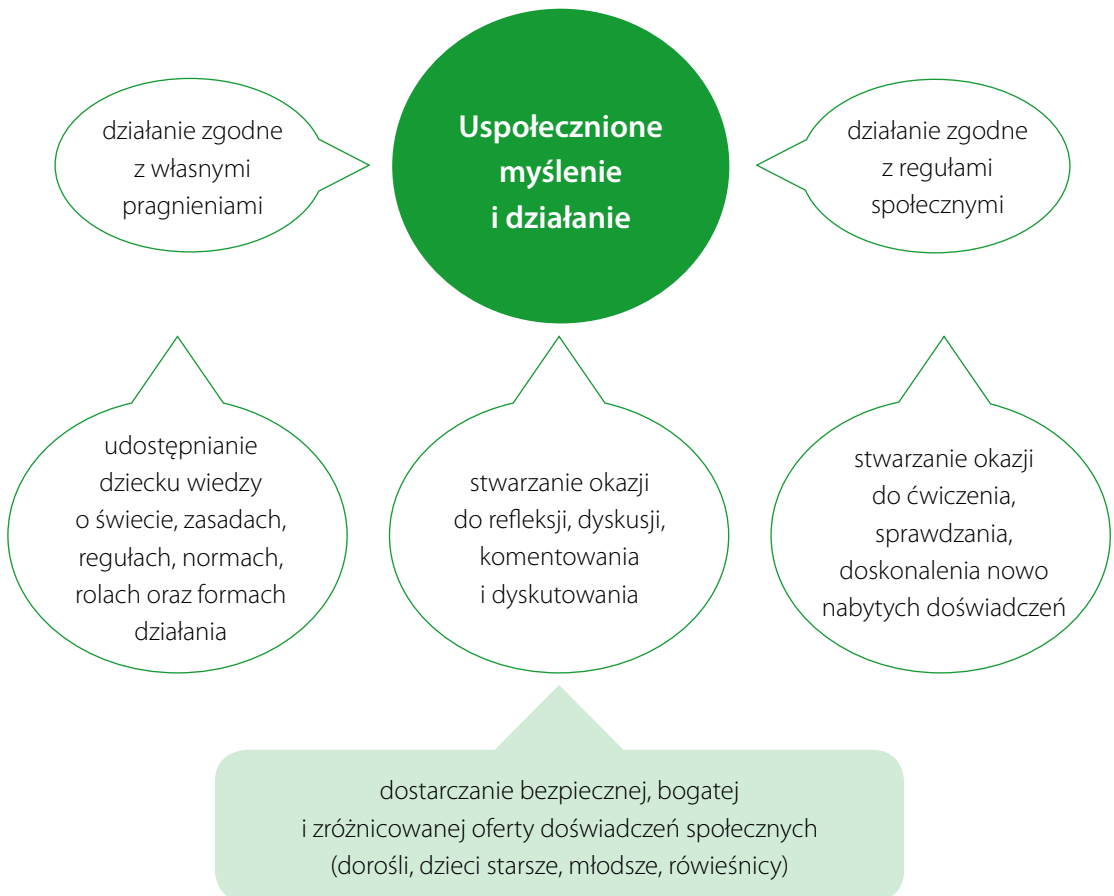 działanie zgodne
z własnymi
pragnieniami
Uspołecznione
myślenie
i działanie
działanie zgodne
z regułami
społecznymi
udostępnianie
dziecku wiedzy
o świecie, zasadach,
regułach, normach,
rolach oraz formach
działania
stwarzanie okazji
do refleksji, dyskusji,
komentowania
i dyskutowania
stwarzanie okazji
do ćwiczenia,
sprawdzania,
doskonalenia nowo
nabytych doświadczeń
dostarczanie bezpiecznej, bogatej
i zróżnicowanej oferty doświadczeń społecznych
(dorośli, dzieci starsze, młodsze, rówieśnicy)